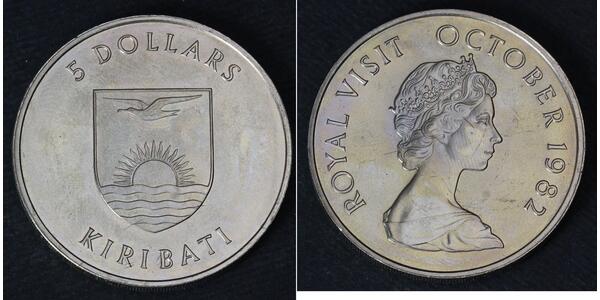 5 DOLLARS
KIRIBATI
ROYAL VISIT OCTOBER 1982